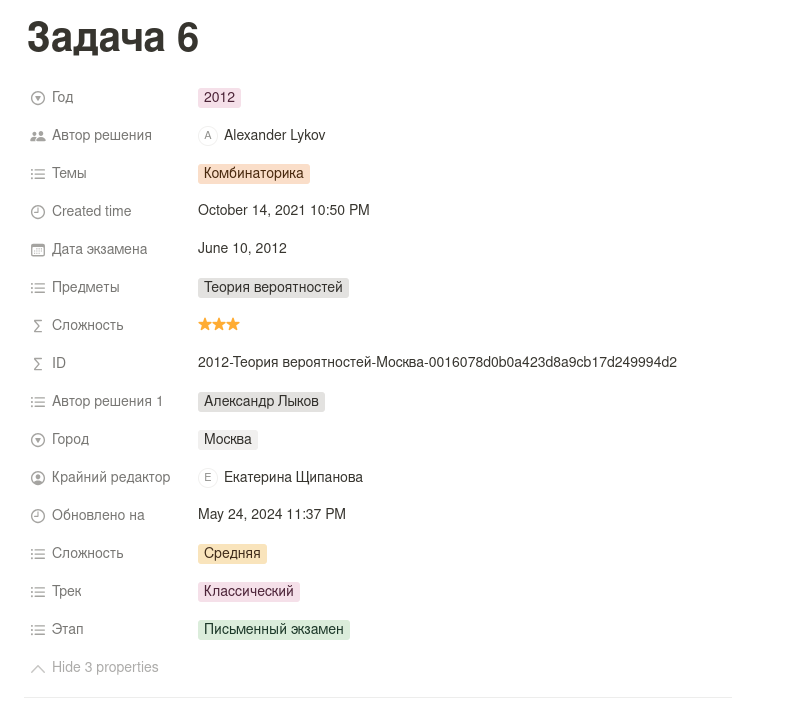 Задача 6
Год 2012
Автор решения A Alexander Lykov
Темы Комбинаторика
Created time October 14, 2021 10:50 PM
Дата экзамена June 10, 2012
Предметы Теория вероятностей
Сложность ⭐⭐⭐
ID 2012-Теория вероятностей-Москва-0016078d0b0a423d8a9cb17d249994d2
Автор решения 1 Александр Лыков
Город Москва
Крайний редактор E Екатерина Щипанова
Обновлено на May 24, 2024 11:37 PM
Сложность Средняя
Трек Классический
Этап Письменный экзамен
Hide 3 properties